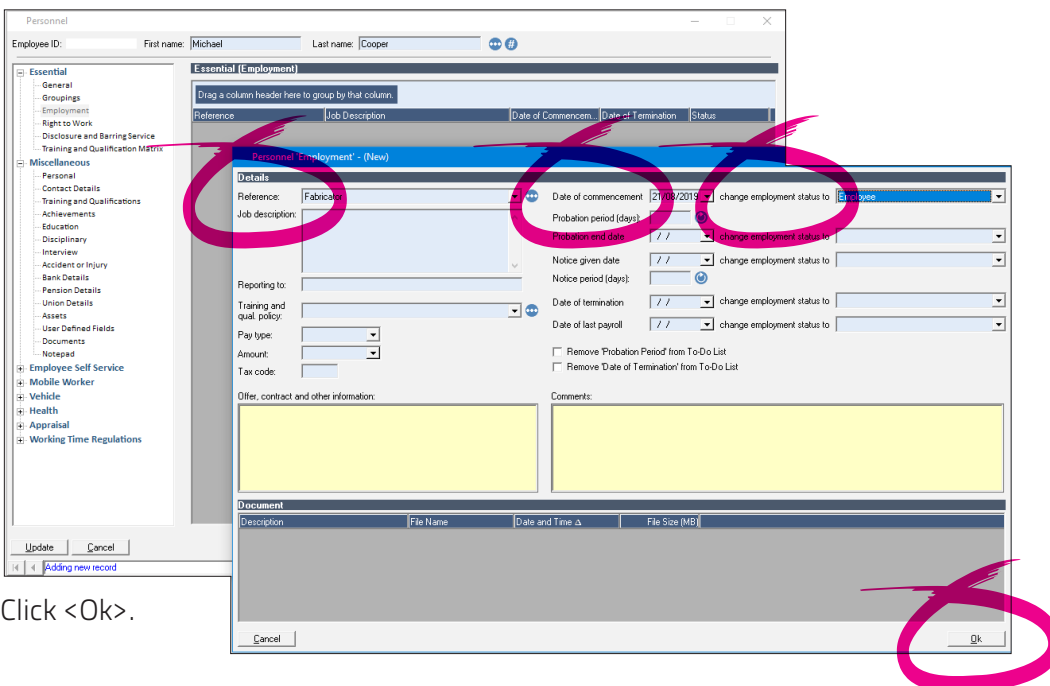 Personnel
Employee ID: First name: Michael Last name: Cooper
Essential
General
Groupings
Employment
Right to Work
Disclosure and Barring Service
Training and Qualification Matrix
Miscellaneous
Personal
Contact Details
Training and Qualifications
Achievements
Education
Disciplinary
Interview
Accident or Injury
Bank Details
Pension Details
Union Details
Assets
User Defined Fields
Documents
Notepad
Employee Self Service
Mobile Worker
Vehicle
Health
Appraisal
Working Time Regulations
Update Cancel
Adding new record
Essential (Employment)
Drag a column header here to group by that column.
Reference Job Description Date of Commencem... Date of Termination Status
Personnel 'Employment' - (New)
Details
Reference: Fabricator
Job description:
Reporting to:
Training and
qual. policy:
Pay type:
Amount:
Tax code:
Date of commencement 21/08/2019 change employment status to Employee
Probation period (days):
Probation end date / / change employment status to
Notice given date / / change employment status to
Notice period (days):
Date of termination / / change employment status to
Date of last payroll / / change employment status to
Remove 'Probation Period' from To-Do List
Remove 'Date of Termination' from To-Do List
Offer, contract and other information: Comments:
Document
Description File Name Date and Time Δ File Size (MB)
Cancel Ok
Click <Ok>.